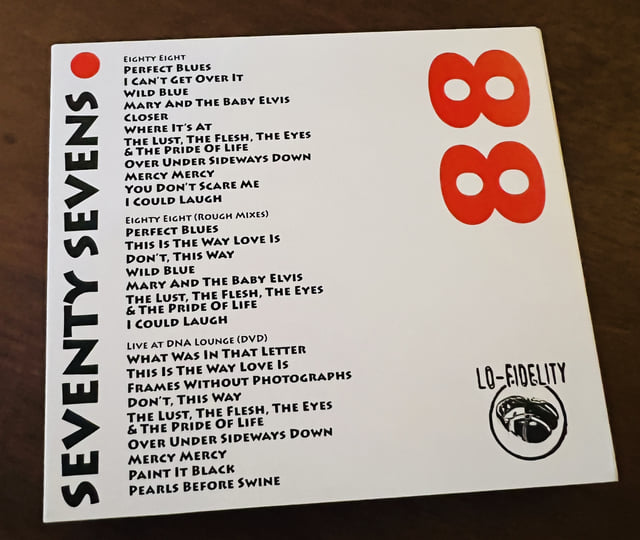 SEVENTY SEVENS
EIGHTY EIGHT
PERFECT BLUES
I CAN'T GET OVER IT
WILD BLUE
MARY AND THE BABY ELVIS
CLOSER
WHERE IT'S AT
THE LUST, THE FLESH, THE EYES
& THE PRIDE OF LIFE
OVER UNDER SIDEWAYS DOWN
MERCY MERCY
YOU DON'T SCARE ME
I COULD LAUGH
EIGHTY EIGHT (ROUGH MIXES)
PERFECT BLUES
THIS IS THE WAY LOVE IS
DON'T, THIS WAY
WILD BLUE
MARY AND THE BABY ELVIS
THE LUST, THE FLESH, THE EYES
& THE PRIDE OF LIFE
I COULD LAUGH
LIVE AT DNA LOUNGE (DVD)
WHAT WAS IN THAT LETTER
THIS IS THE WAY LOVE IS
FRAMES WITHOUT PHOTOGRAPHS
DON'T, THIS WAY
THE LUST, THE FLESH, THE EYES
& THE PRIDE OF LIFE
OVER UNDER SIDEWAYS DOWN
MERCY MERCY
PAINT IT BLACK
PEARLS BEFORE SWINE
8
8
LO-FIDELITY